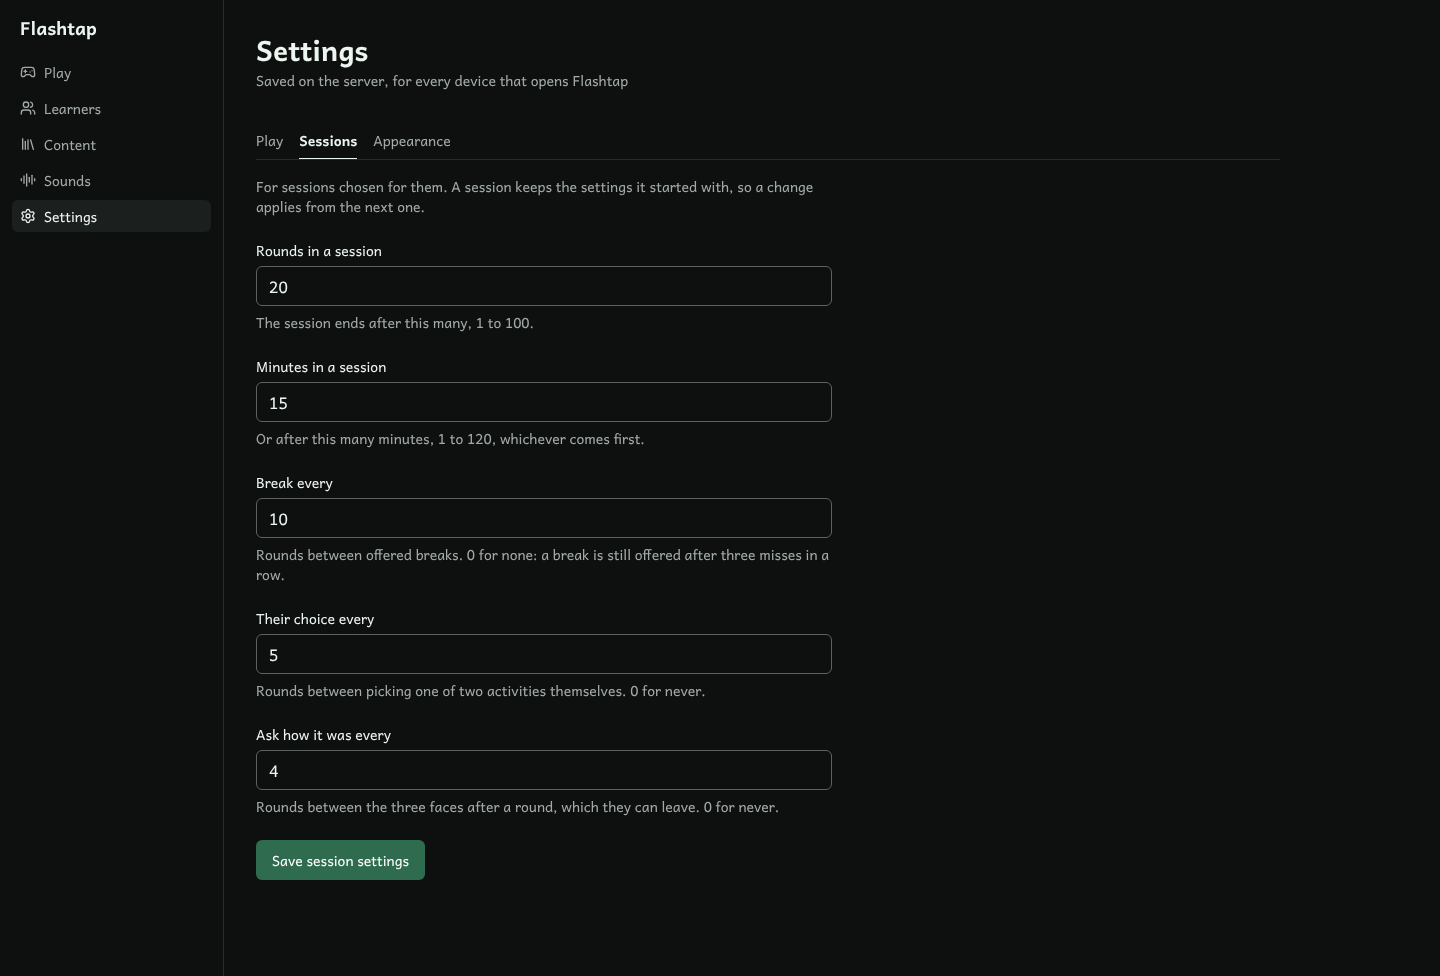 Flashtap
Play
Learners
Content
Sounds
Settings
Settings
Saved on the server, for every device that opens Flashtap
Play Sessions Appearance
For sessions chosen for them. A session keeps the settings it started with, so a change
applies from the next one.
Rounds in a session
20
The session ends after this many, 1 to 100.
Minutes in a session
15
Or after this many minutes, 1 to 120, whichever comes first.
Break every
10
Rounds between offered breaks. 0 for none: a break is still offered after three misses in a
row.
Their choice every
5
Rounds between picking one of two activities themselves. 0 for never.
Ask how it was every
4
Rounds between the three faces after a round, which they can leave. 0 for never.
Save session settings